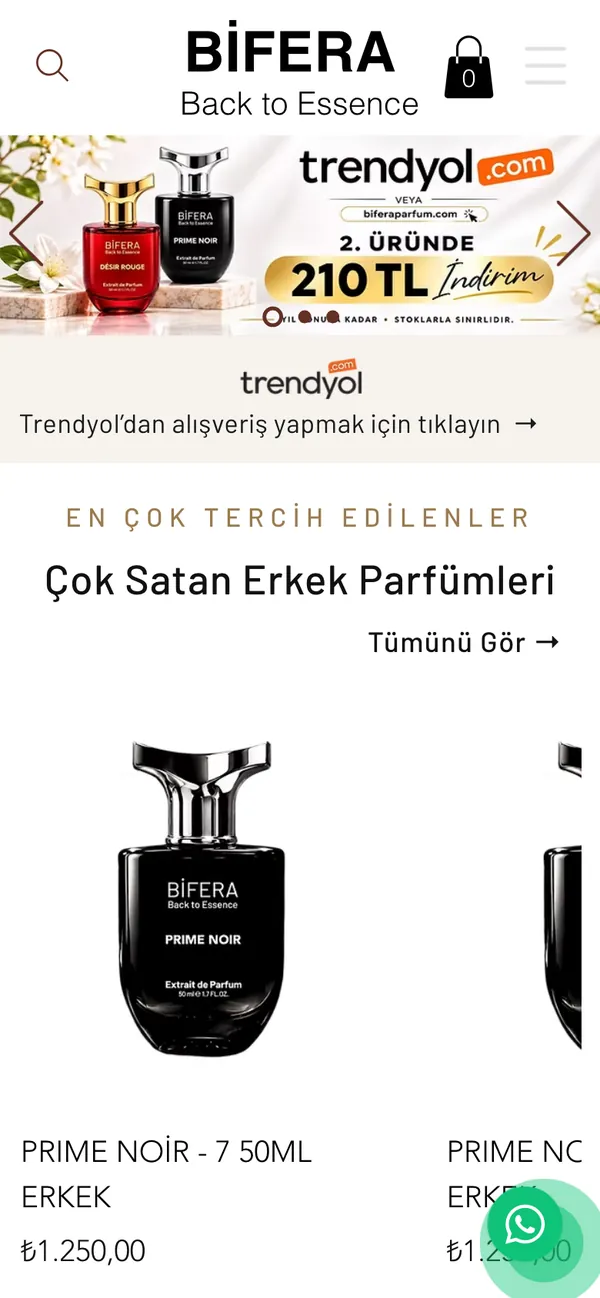 BİFERA
Back to Essence
0
trendyol .com
VEYA
biferaparfum.com
2. ÜRÜNDE
210 TL İndirim
KADAR • STOKLARLA SINIRLIDIR.
BİFERA
Back to Essence
DÉSIR ROUGE
Extrait de Parfum
BİFERA
Back to Essence
PRIME NOIR
Extrait de Parfum
trendyol .com
Trendyol’dan alışveriş yapmak için tıklayın →
EN ÇOK TERCİH EDİLENLER
Çok Satan Erkek Parfümleri
Tümünü Gör →
BİFERA
Back to Essence
PRIME NOIR
Extrait de Parfum
50 ml e 1.7 FL.OZ.
PRIME NOİR - 7 50ML
ERKEK
₺1.250,00
PRIME